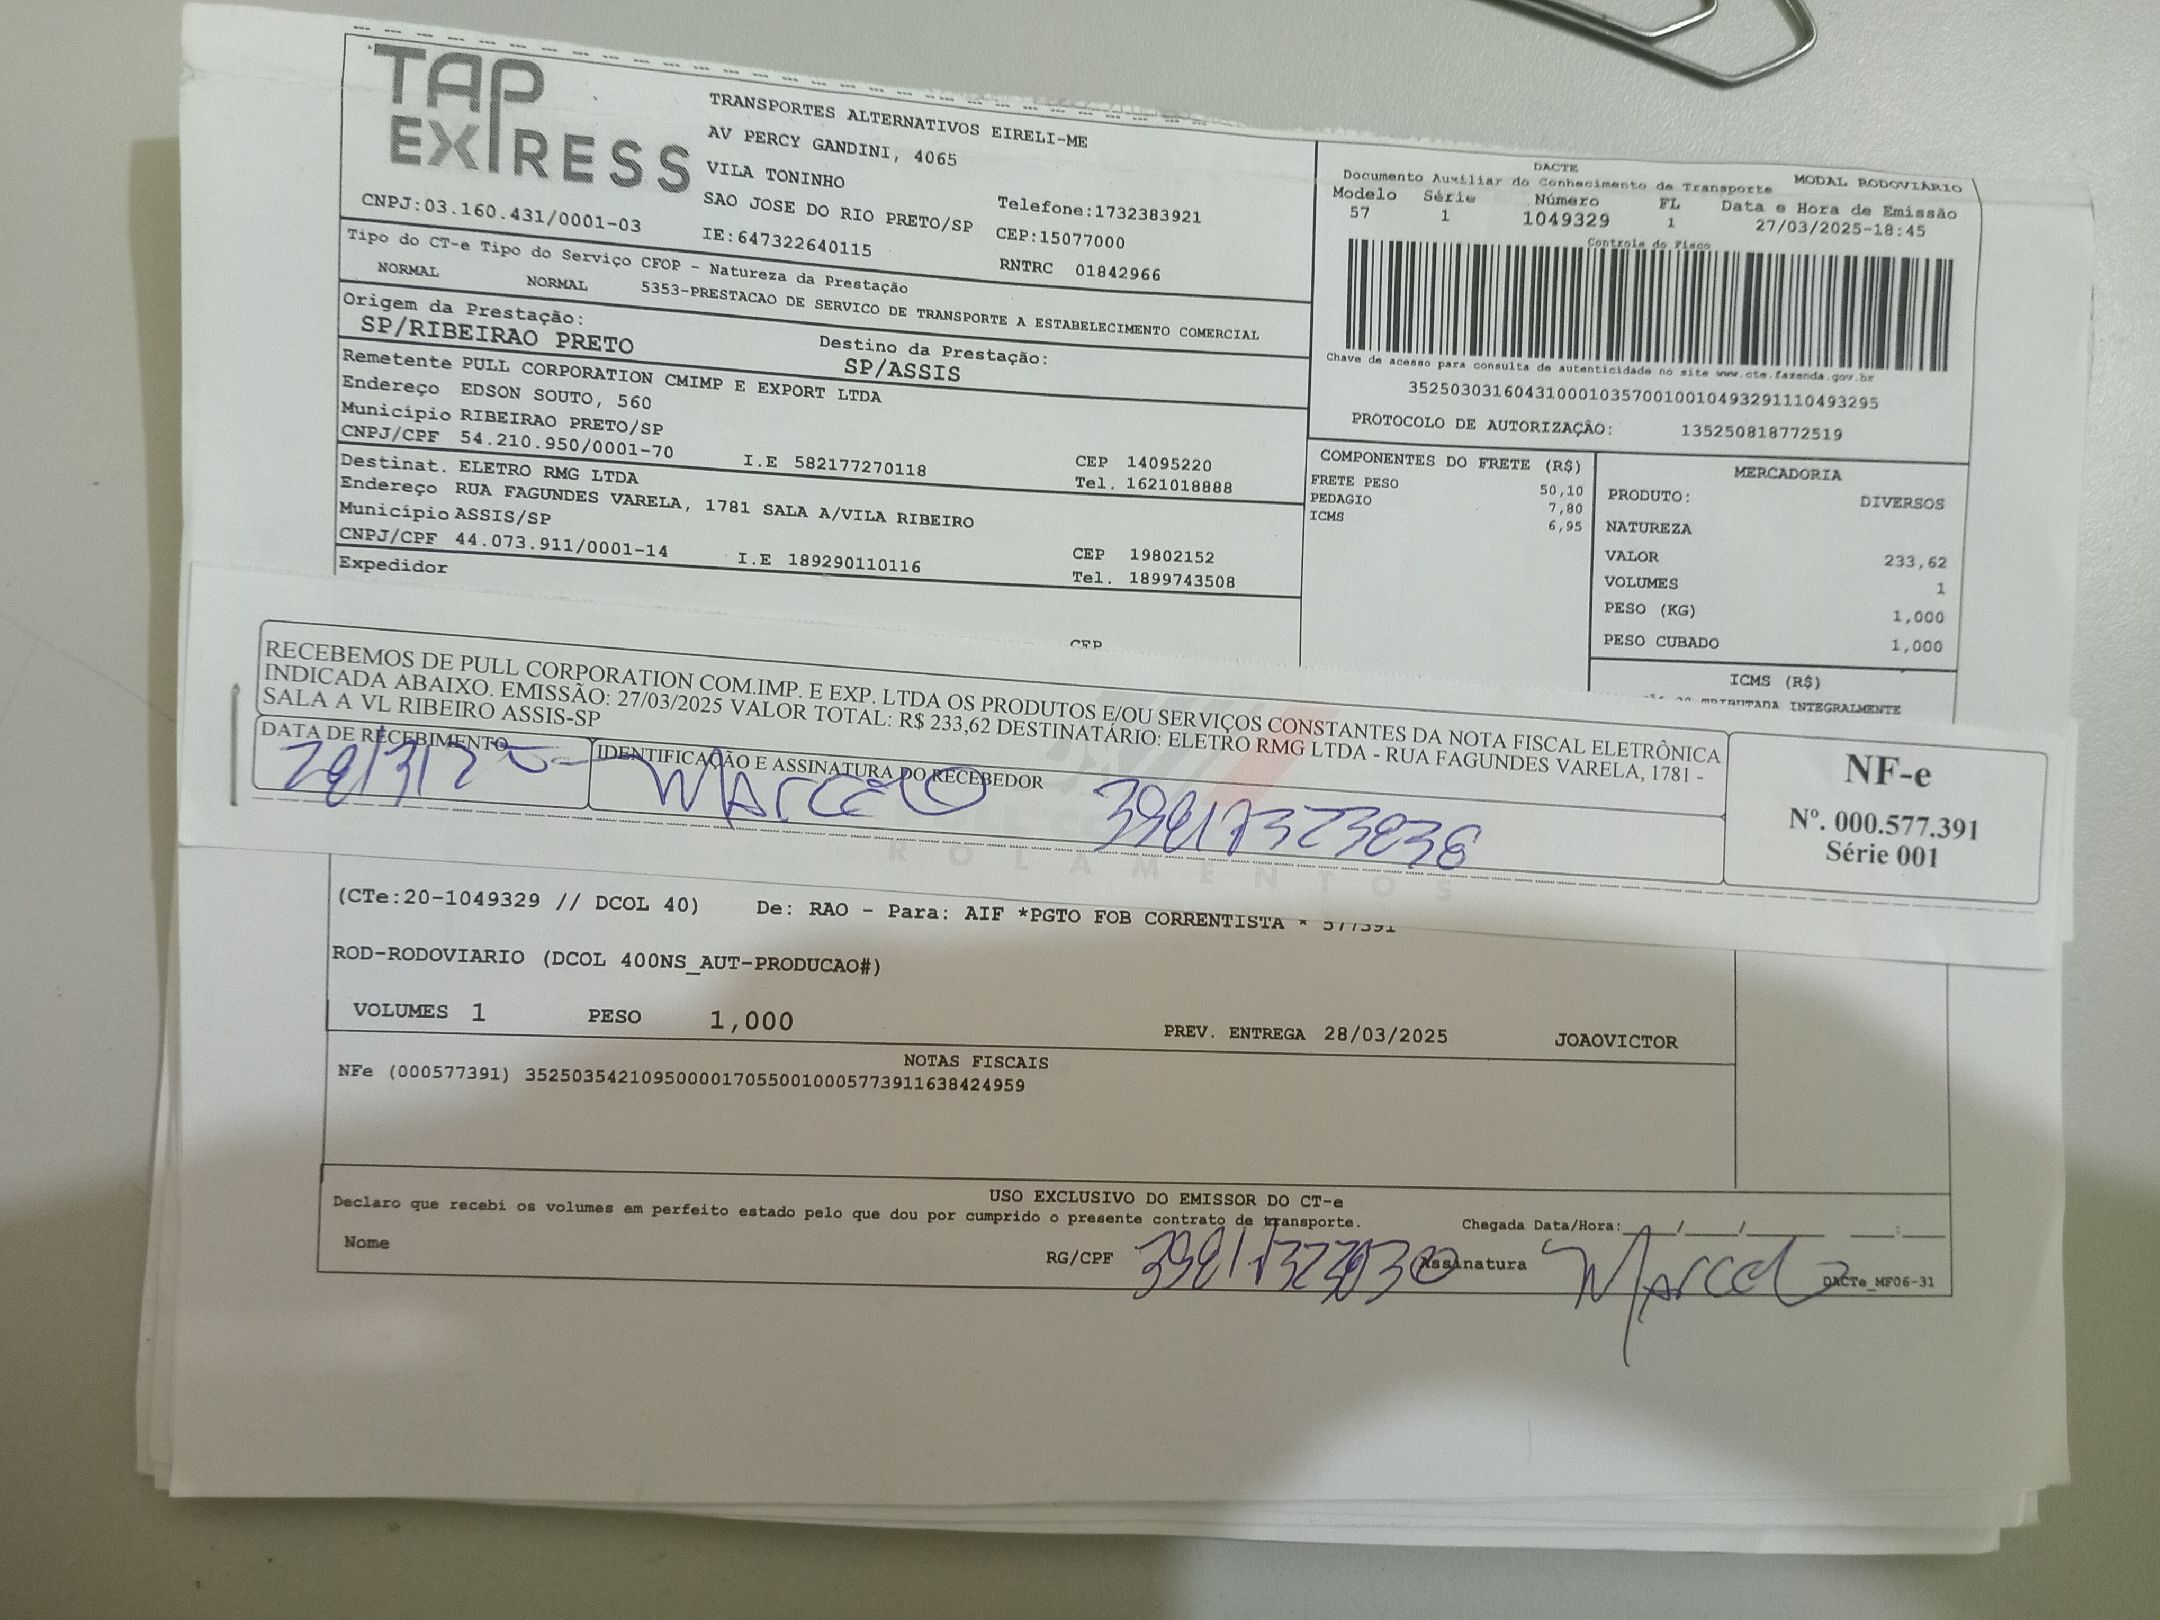 TAP
EXPRESS
TRANSPORTES ALTERNATIVOS EIRELI-ME
AV PERCY GANDINI, 4065
VILA TONINHO
SAO JOSE DO RIO PRETO/SP
Telefone:1732383921
CNPJ:03.160.431/0001-03
IE:647322640115
CEP:15077000
RNTRC 01842966
DACTE
MODAL RODOVIÁRIO
Documento Auxiliar do Conhecimento de Transporte
Modelo Série Número FL Data e Hora de Emissão
57 1 1049329 1 27/03/2025-18:45
Controle do Fisco
Chave de acesso para consulta de autenticidade no site www.cte.fazenda.gov.br
35250303160431000103570010010493291110493295
PROTOCOLO DE AUTORIZAÇÃO: 135250818772519
Tipo do CT-e Tipo do Serviço CFOP - Natureza da Prestação
NORMAL NORMAL 5353-PRESTACAO DE SERVICO DE TRANSPORTE A ESTABELECIMENTO COMERCIAL
Origem da Prestação:
SP/RIBEIRAO PRETO
Destino da Prestação:
SP/ASSIS
Remetente PULL CORPORATION CMIMP E EXPORT LTDA
Endereço EDSON SOUTO, 560
Município RIBEIRAO PRETO/SP
CNPJ/CPF 54.210.950/0001-70 I.E 582177270118
CEP 14095220
Tel. 1621018888
Destinat. ELETRO RMG LTDA
Endereço RUA FAGUNDES VARELA, 1781 SALA A/VILA RIBEIRO
Município ASSIS/SP
CNPJ/CPF 44.073.911/0001-14 I.E 189290110116
CEP 19802152
Tel. 1899743508
Expedidor
CEP
COMPONENTES DO FRETE (R$)
FRETE PESO 50,10
PEDAGIO 7,80
ICMS 6,95
MERCADORIA
PRODUTO: DIVERSOS
NATUREZA
VALOR 233,62
VOLUMES 1
PESO (KG) 1,000
PESO CUBADO 1,000
ICMS (R$)
INTEGRALMENTE
RECEBEMOS DE PULL CORPORATION COM.IMP. E EXP. LTDA OS PRODUTOS E/OU SERVIÇOS CONSTANTES DA NOTA FISCAL ELETRÔNICA
INDICADA ABAIXO. EMISSÃO: 27/03/2025 VALOR TOTAL: R$ 233,62 DESTINATÁRIO: ELETRO RMG LTDA - RUA FAGUNDES VARELA, 1781 -
SALA A VL RIBEIRO ASSIS-SP
DATA DE RECEBIMENTO
IDENTIFICAÇÃO E ASSINATURA DO RECEBEDOR
NF-e
Nº. 000.577.391
Série 001
ROLAMENTOS
(CTe:20-1049329 // DCOL 40) De: RAO - Para: AIF *PGTO FOB CORRENTISTA * 577391
ROD-RODOVIARIO (DCOL 400NS_AUT-PRODUCAO#)
VOLUMES 1 PESO 1,000 PREV. ENTREGA 28/03/2025 JOAOVICTOR
NOTAS FISCAIS
NFe (000577391) 35250354210950000170550010005773911638424959
USO EXCLUSIVO DO EMISSOR DO CT-e
Declaro que recebi os volumes em perfeito estado pelo que dou por cumprido o presente contrato de transporte.
Chegada Data/Hora:___/___/_____ ___:___
Nome RG/CPF Assinatura
DACTe_MF06-31